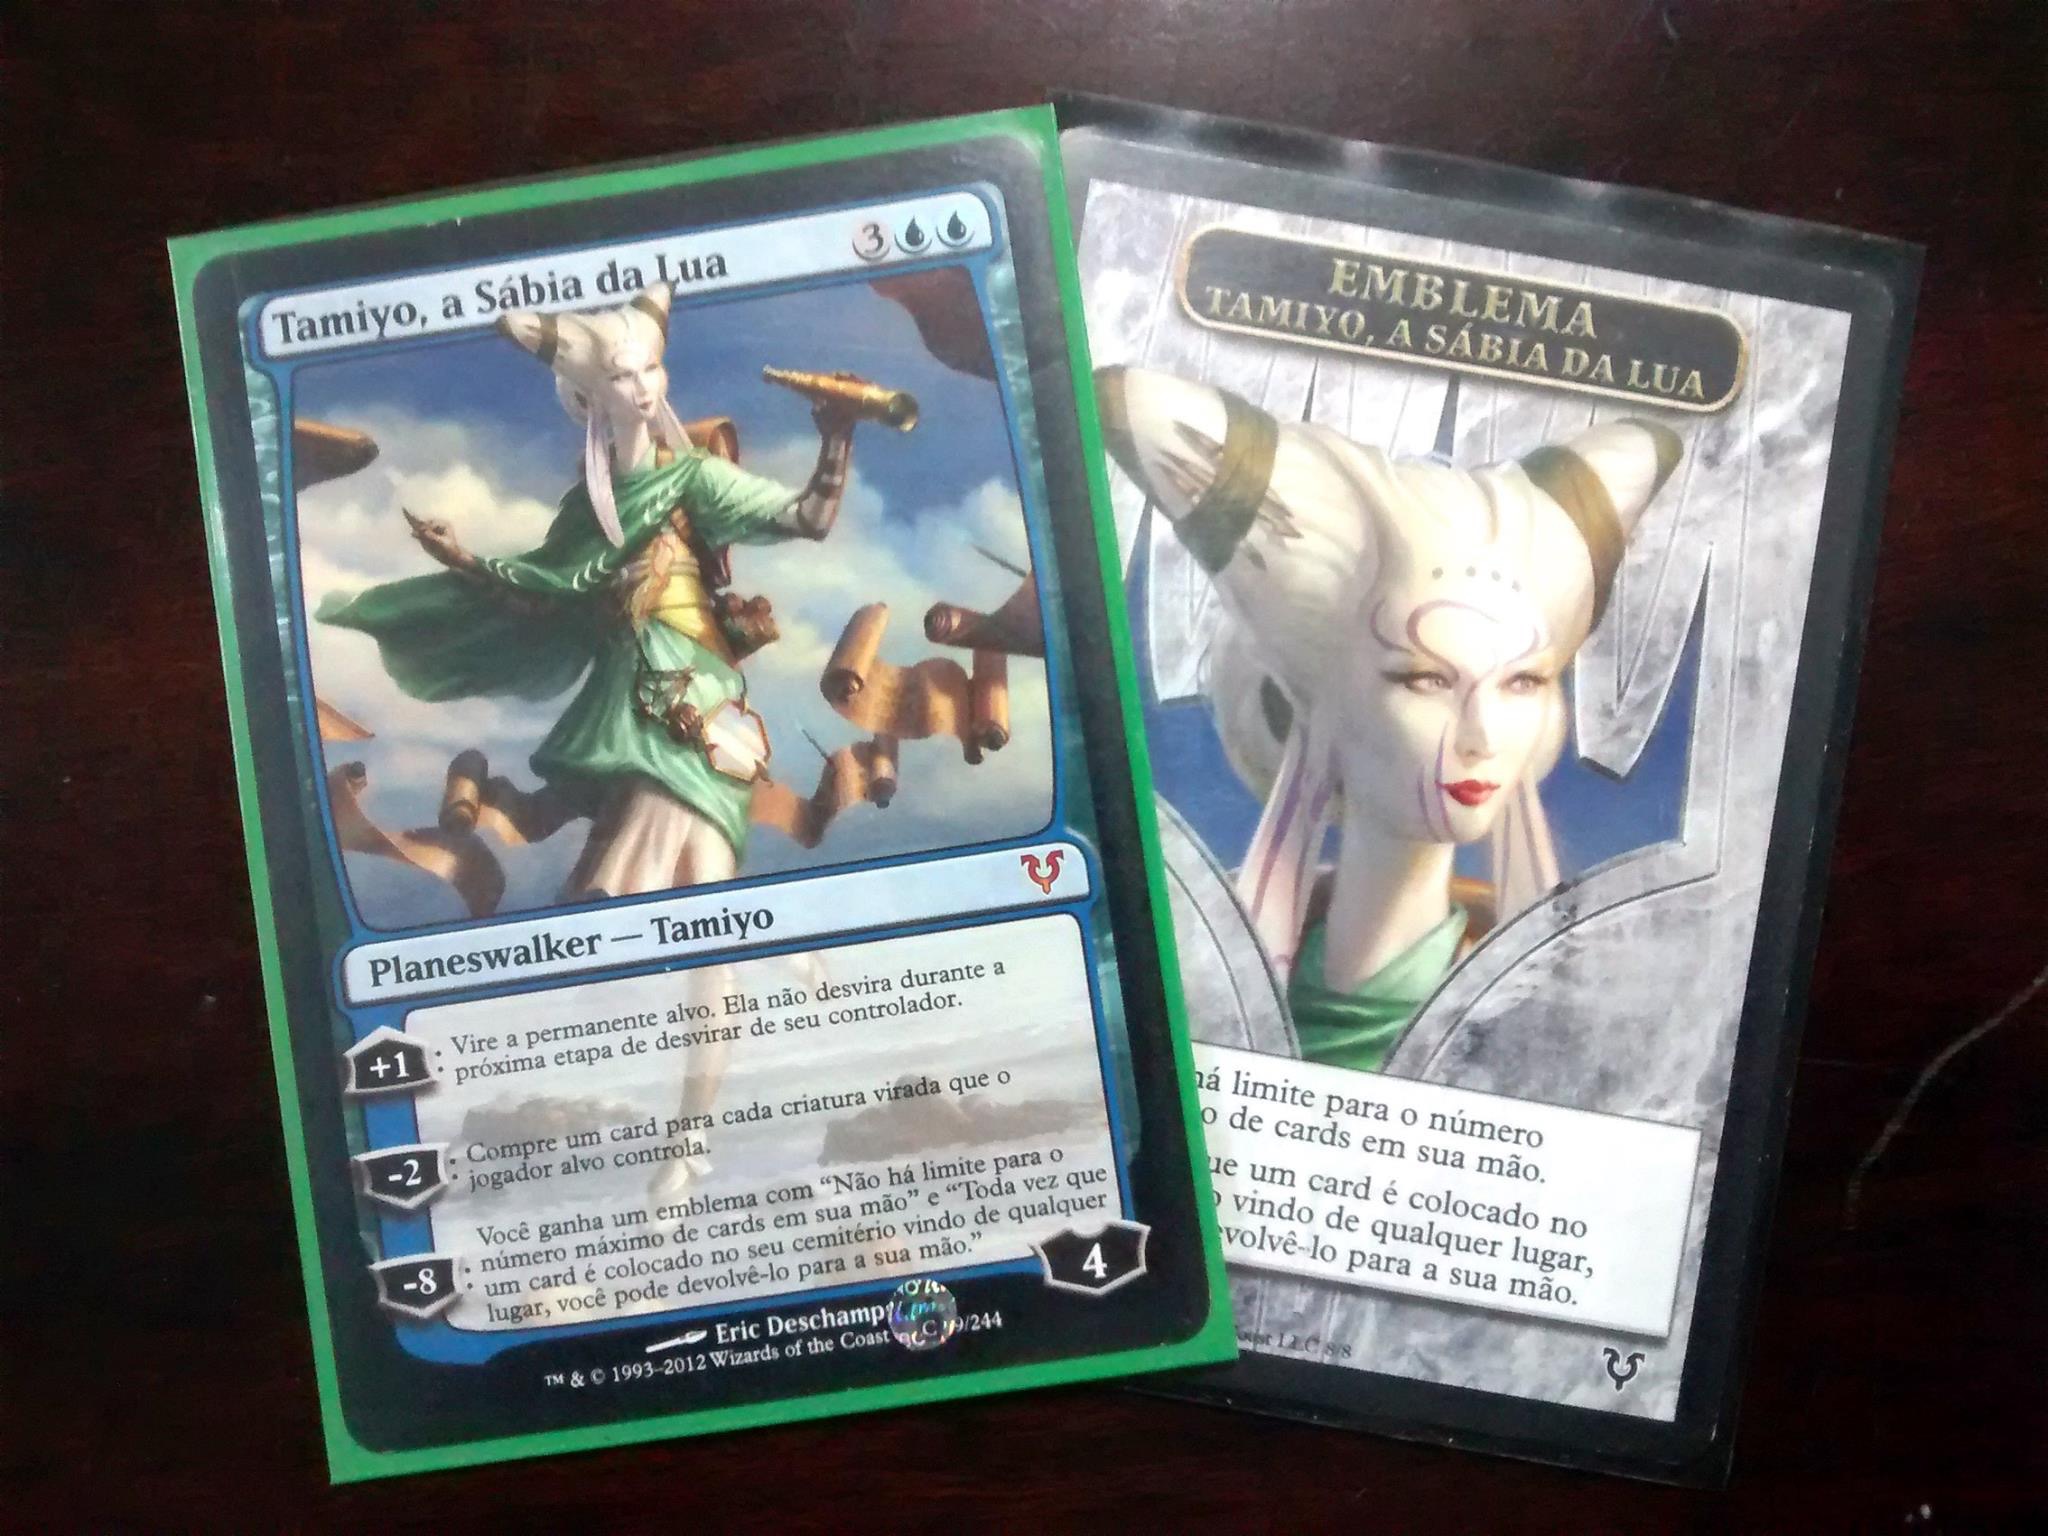 Tamiyo, a Sábia da Lua
3
Planeswalker — Tamiyo
+1
: Vire a permanente alvo. Ela não desvira durante a
próxima etapa de desvirar de seu controlador.
-2
: Compre um card para cada criatura virada que o
jogador alvo controla.
-8
: Você ganha um emblema com “Não há limite para o
número máximo de cards em sua mão” e “Toda vez que
um card é colocado no seu cemitério vindo de qualquer
lugar, você pode devolvê-lo para a sua mão.”
4
Eric Deschamp
™ & © 1993–2012 Wizards of the Coast 9/244
EMBLEMA
TAMIYO, A SÁBIA DA LUA
há limite para o número
o de cards em sua mão.
ue um card é colocado no
o vindo de qualquer lugar,
evolvê-lo para a sua mão.
oast LLC 8/8